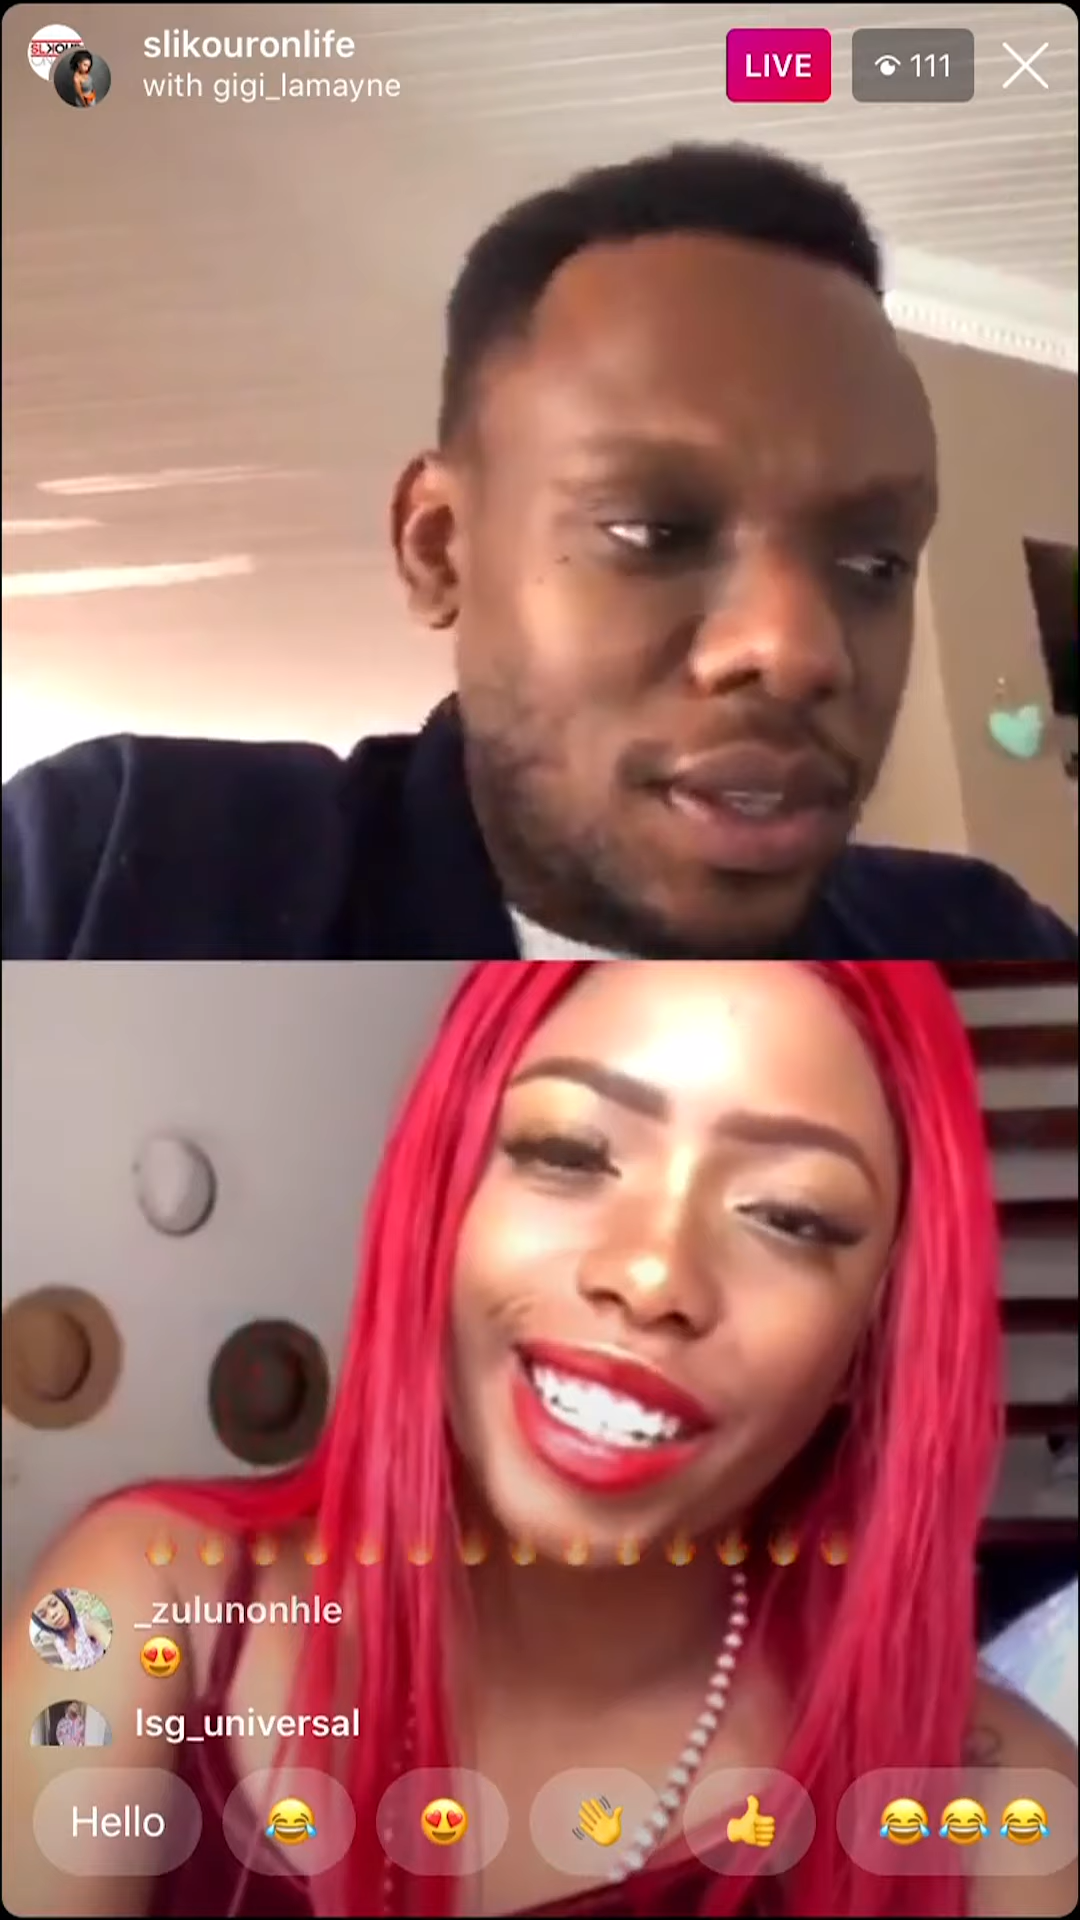 slikouronlife
with gigi_lamayne
LIVE
111
🔥🔥🔥🔥🔥🔥🔥🔥🔥🔥🔥🔥🔥🔥
_zulunonhle
😍
lsg_universal
Hello 😂 😍 👋 👍 😂😂😂